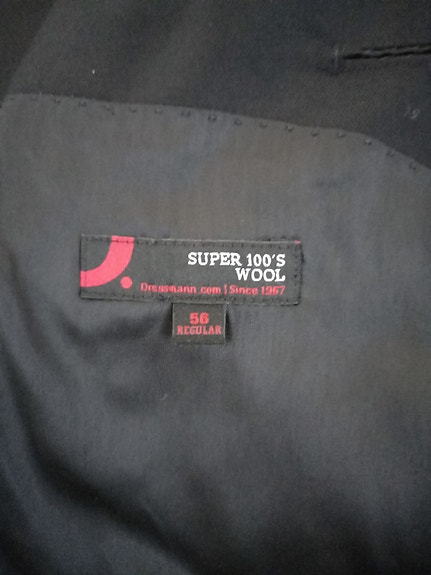 SUPER 100'S
WOOL
Dressmann.com | Since 1967
56
REGULAR